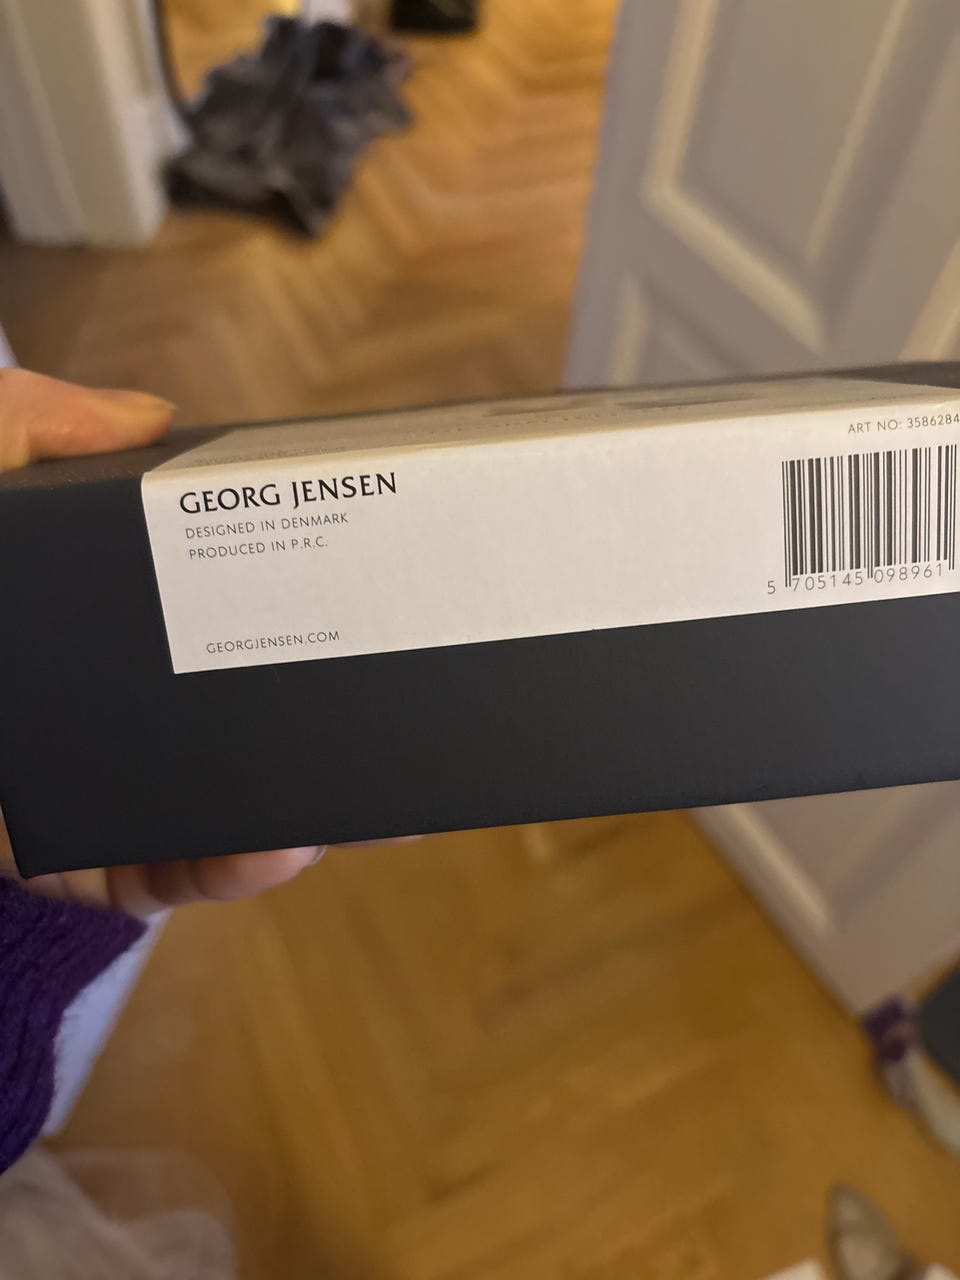 GEORG JENSEN
DESIGNED IN DENMARK
PRODUCED IN P.R.C.
GEORGJENSEN.COM
ART NO: 3586284
5 705145 098961